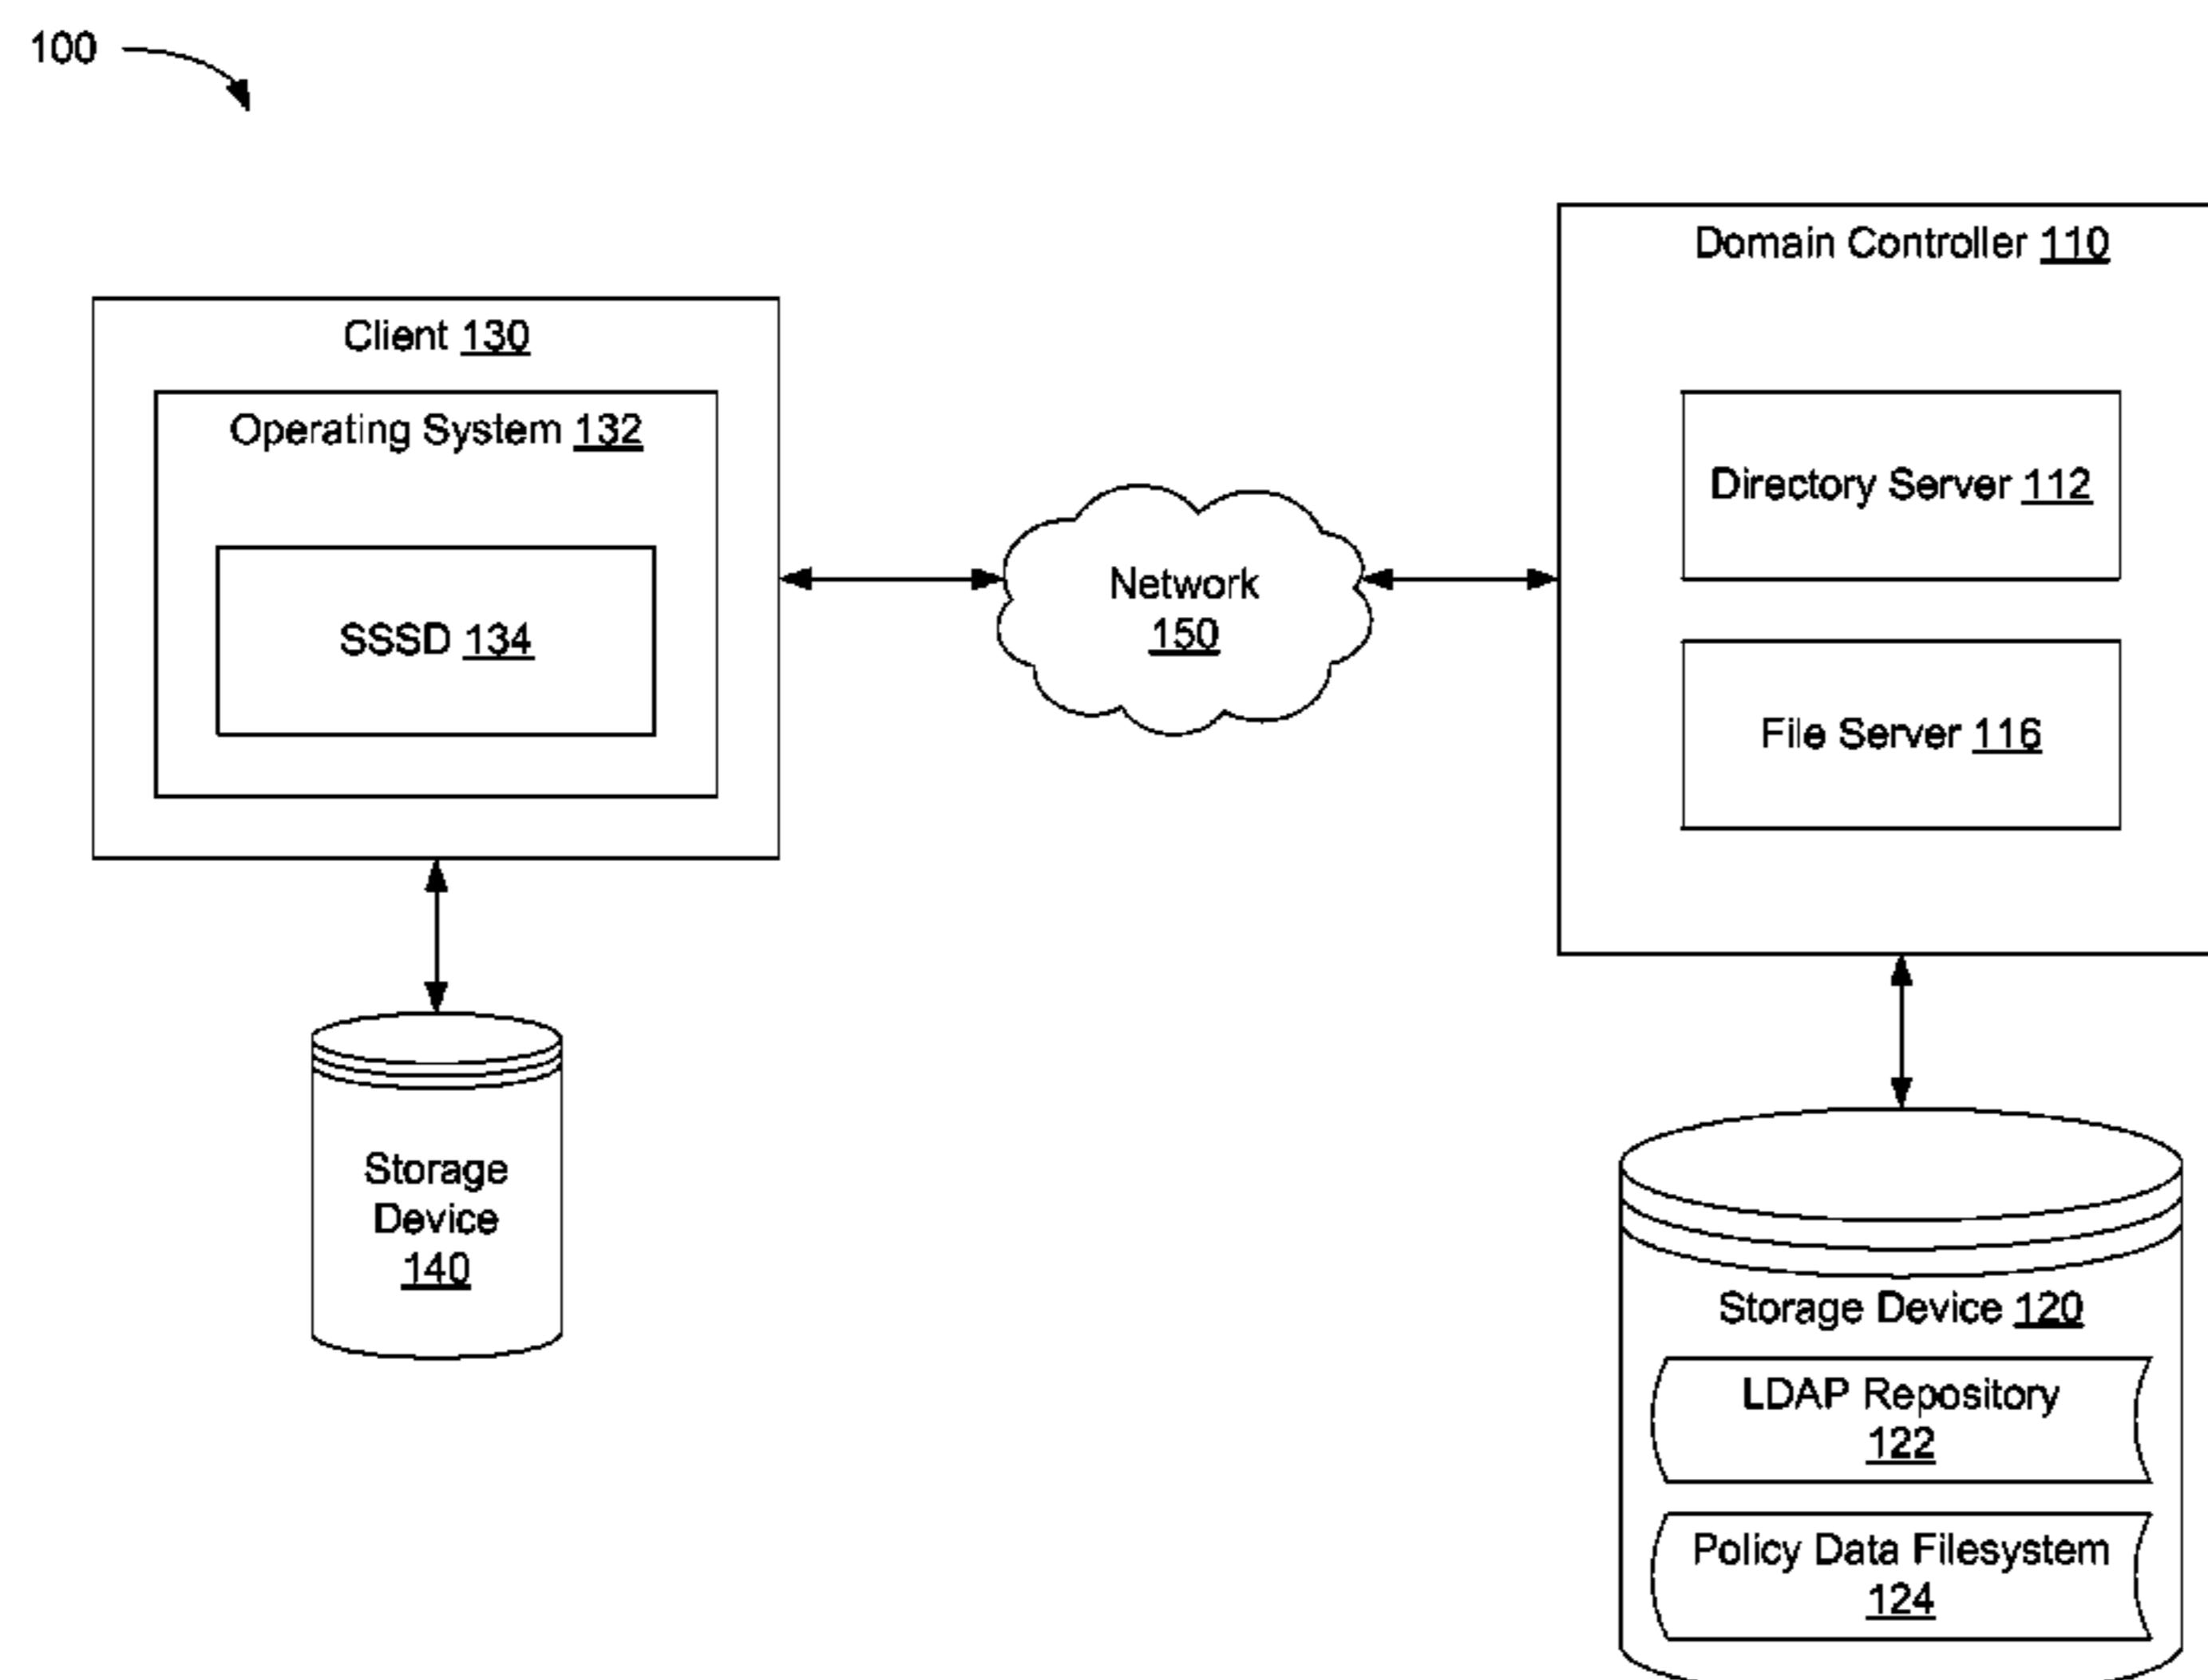 100
Domain Controller 110
Client 130
Operating System 132
Directory Server 112
Network
150
SSSD 134
File Server 116
Storage
Device
140
Storage Device 120
LDAP Repository
122
Policy Data Filesystem
124